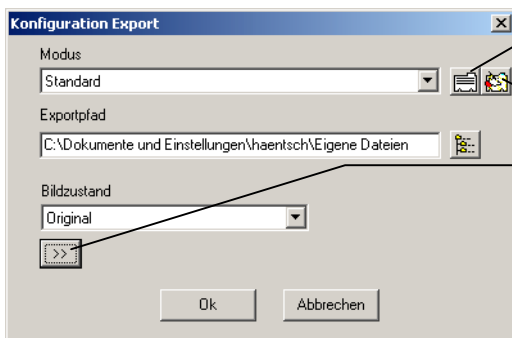 Konfiguration Export
Modus
Standard
Exportpfad
C:\Dokumente und Einstellungen\haentsch\Eigene Dateien
Bildzustand
Original
>>
Ok Abbrechen